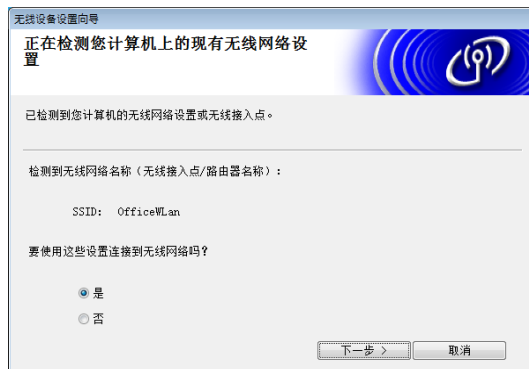 无线设备设置向导
正在检测您计算机上的现有无线网络设
置
已检测到您计算机的无线网络设置或无线接入点。
检测到无线网络名称（无线接入点/路由器名称）:
SSID: OfficeWLan
要使用这些设置连接到无线网络吗?
是
否
下一步 > 取消